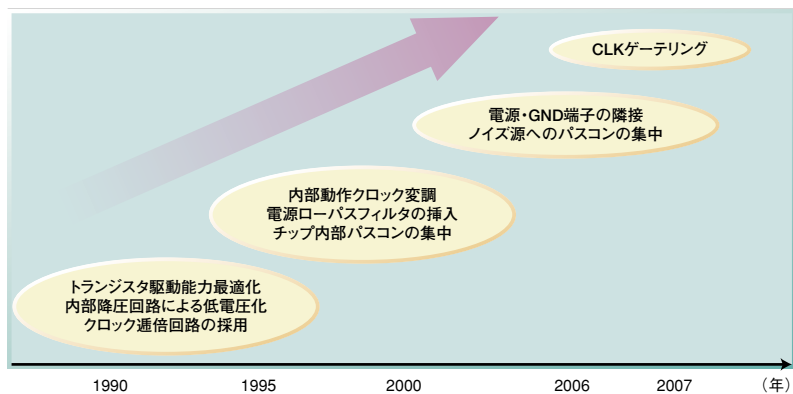 CLKゲーテリング
電源・GND端子の隣接
ノイズ源へのパスコンの集中
内部動作クロック変調
電源ローパスフィルタの挿入
チップ内部パスコンの集中
トランジスタ駆動能力最適化
内部降圧回路による低電圧化
クロック逓倍回路の採用
1990 1995 2000 2006 2007 （年）